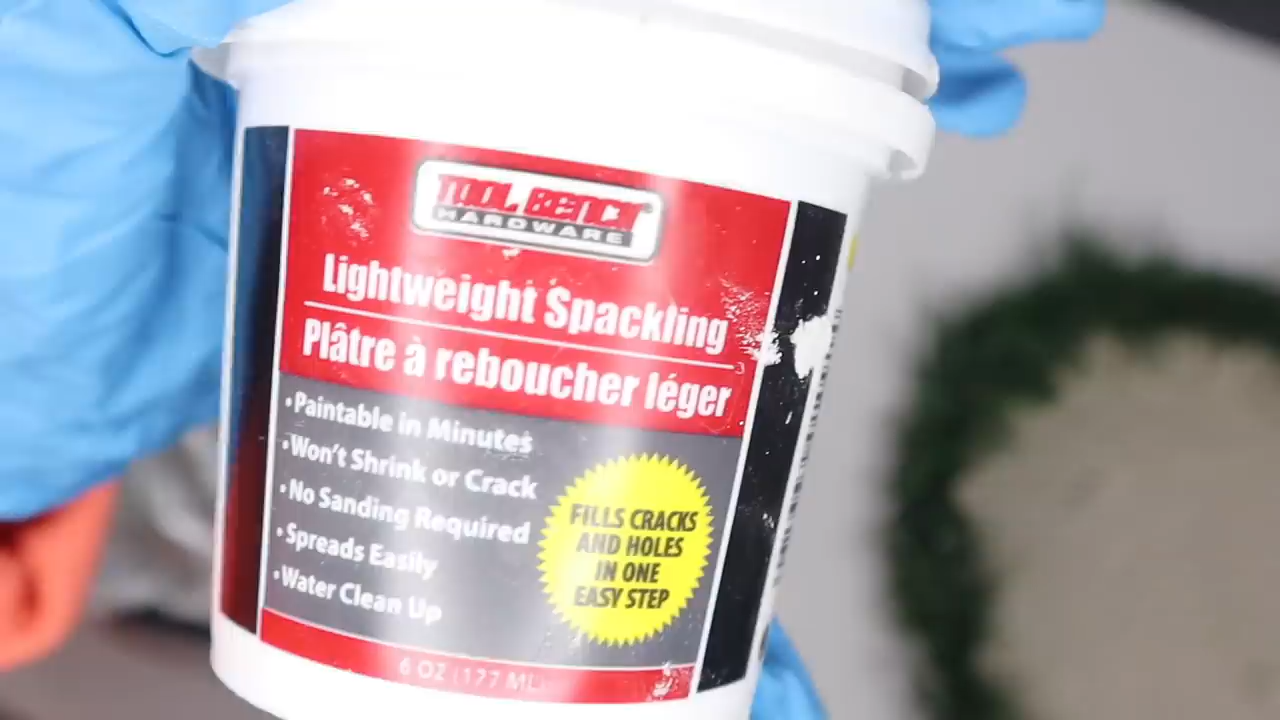 TOOL BENCH
HARDWARE
Lightweight Spackling
Plâtre à reboucher léger
•Paintable in Minutes
•Won't Shrink or Crack
•No Sanding Required
•Spreads Easily
•Water Clean Up
FILLS CRACKS
AND HOLES
IN ONE
EASY STEP
6 OZ (177 ML